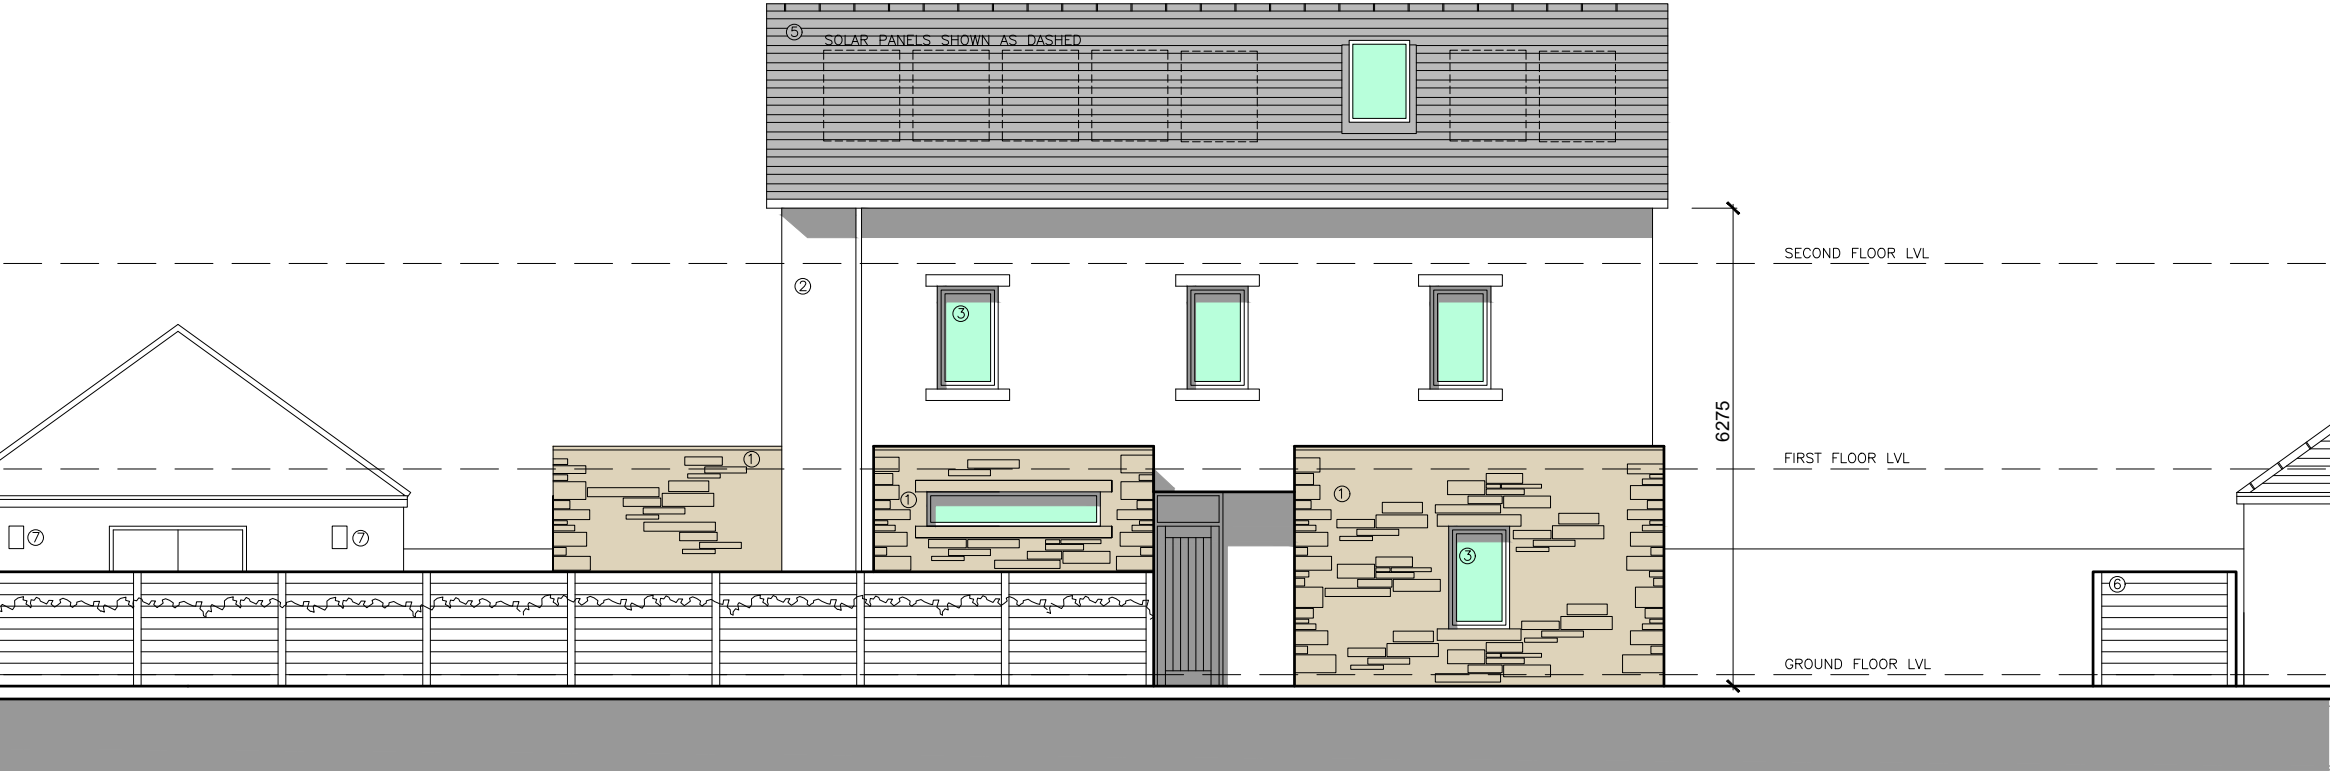 ⑤
SOLAR PANELS SHOWN AS DASHED
SECOND FLOOR LVL
②
③
6275
①
FIRST FLOOR LVL
①
①
⑦
⑦
③
⑥
GROUND FLOOR LVL